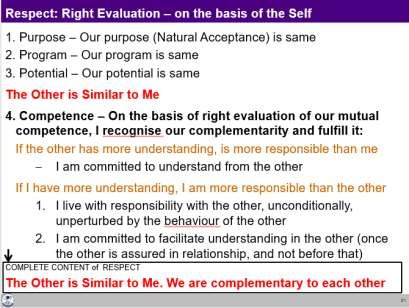 Respect: Right Evaluation – on the basis of the Self
1. Purpose – Our purpose (Natural Acceptance) is same
2. Program – Our program is same
3. Potential – Our potential is same
The Other is Similar to Me
4. Competence – On the basis of right evaluation of our mutual
competence, I recognise our complementarity and fulfill it:
If the other has more understanding, is more responsible than me
– I am committed to understand from the other
If I have more understanding, I am more responsible than the other
1. I live with responsibility with the other, unconditionally,
unperturbed by the behaviour of the other
2. I am committed to facilitate understanding in the other (once
the other is assured in relationship, and not before that)
COMPLETE CONTENT of RESPECT
The Other is Similar to Me. We are complementary to each other